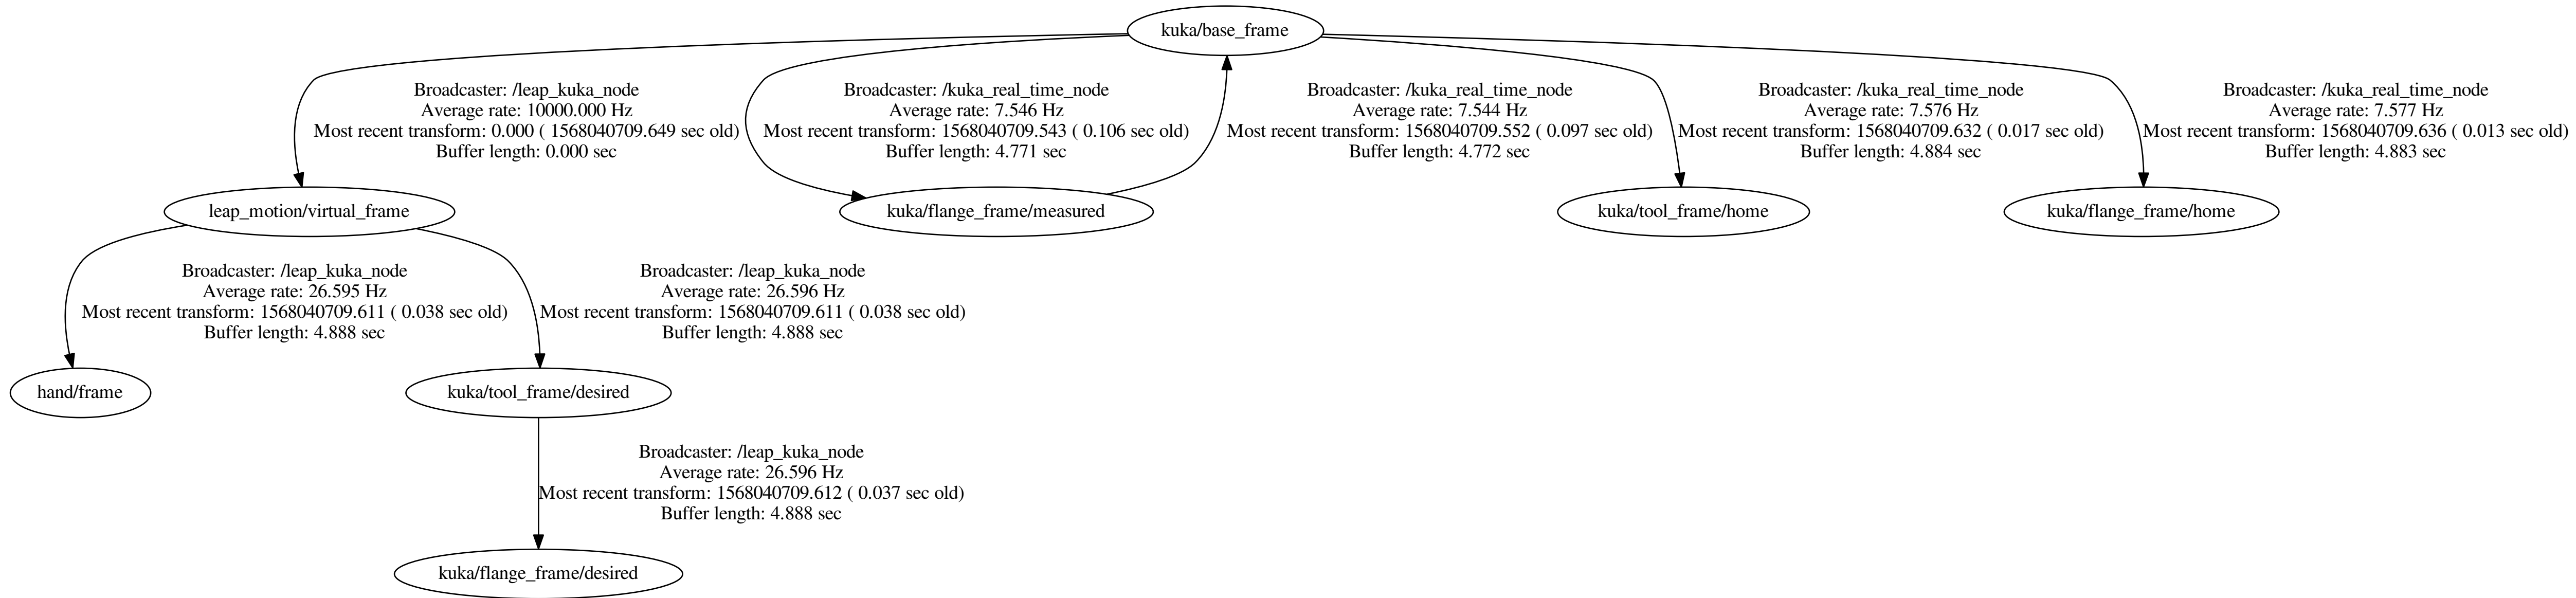 kuka/base_frame
Broadcaster: /leap_kuka_node
Average rate: 10000.000 Hz
Most recent transform: 0.000 ( 1568040709.649 sec old)
Buffer length: 0.000 sec
Broadcaster: /kuka_real_time_node
Average rate: 7.546 Hz
Most recent transform: 1568040709.543 ( 0.106 sec old)
Buffer length: 4.771 sec
Broadcaster: /kuka_real_time_node
Average rate: 7.544 Hz
Most recent transform: 1568040709.552 ( 0.097 sec old)
Buffer length: 4.772 sec
Broadcaster: /kuka_real_time_node
Average rate: 7.576 Hz
Most recent transform: 1568040709.632 ( 0.017 sec old)
Buffer length: 4.884 sec
Broadcaster: /kuka_real_time_node
Average rate: 7.577 Hz
Most recent transform: 1568040709.636 ( 0.013 sec old)
Buffer length: 4.883 sec
leap_motion/virtual_frame
kuka/flange_frame/measured
kuka/tool_frame/home
kuka/flange_frame/home
Broadcaster: /leap_kuka_node
Average rate: 26.595 Hz
Most recent transform: 1568040709.611 ( 0.038 sec old)
Buffer length: 4.888 sec
Broadcaster: /leap_kuka_node
Average rate: 26.596 Hz
Most recent transform: 1568040709.611 ( 0.038 sec old)
Buffer length: 4.888 sec
hand/frame
kuka/tool_frame/desired
Broadcaster: /leap_kuka_node
Average rate: 26.596 Hz
Most recent transform: 1568040709.612 ( 0.037 sec old)
Buffer length: 4.888 sec
kuka/flange_frame/desired